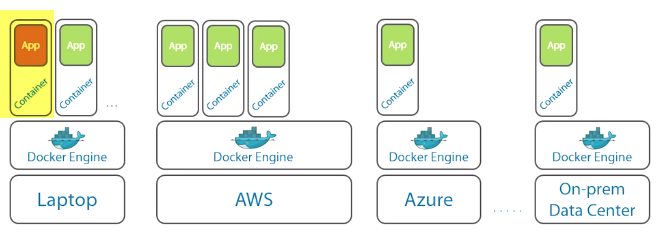 App App App App App App App
Container Container ... Container Container Container Container Container
Docker Engine Docker Engine Docker Engine Docker Engine
Laptop AWS Azure ..... On-prem
Data Center